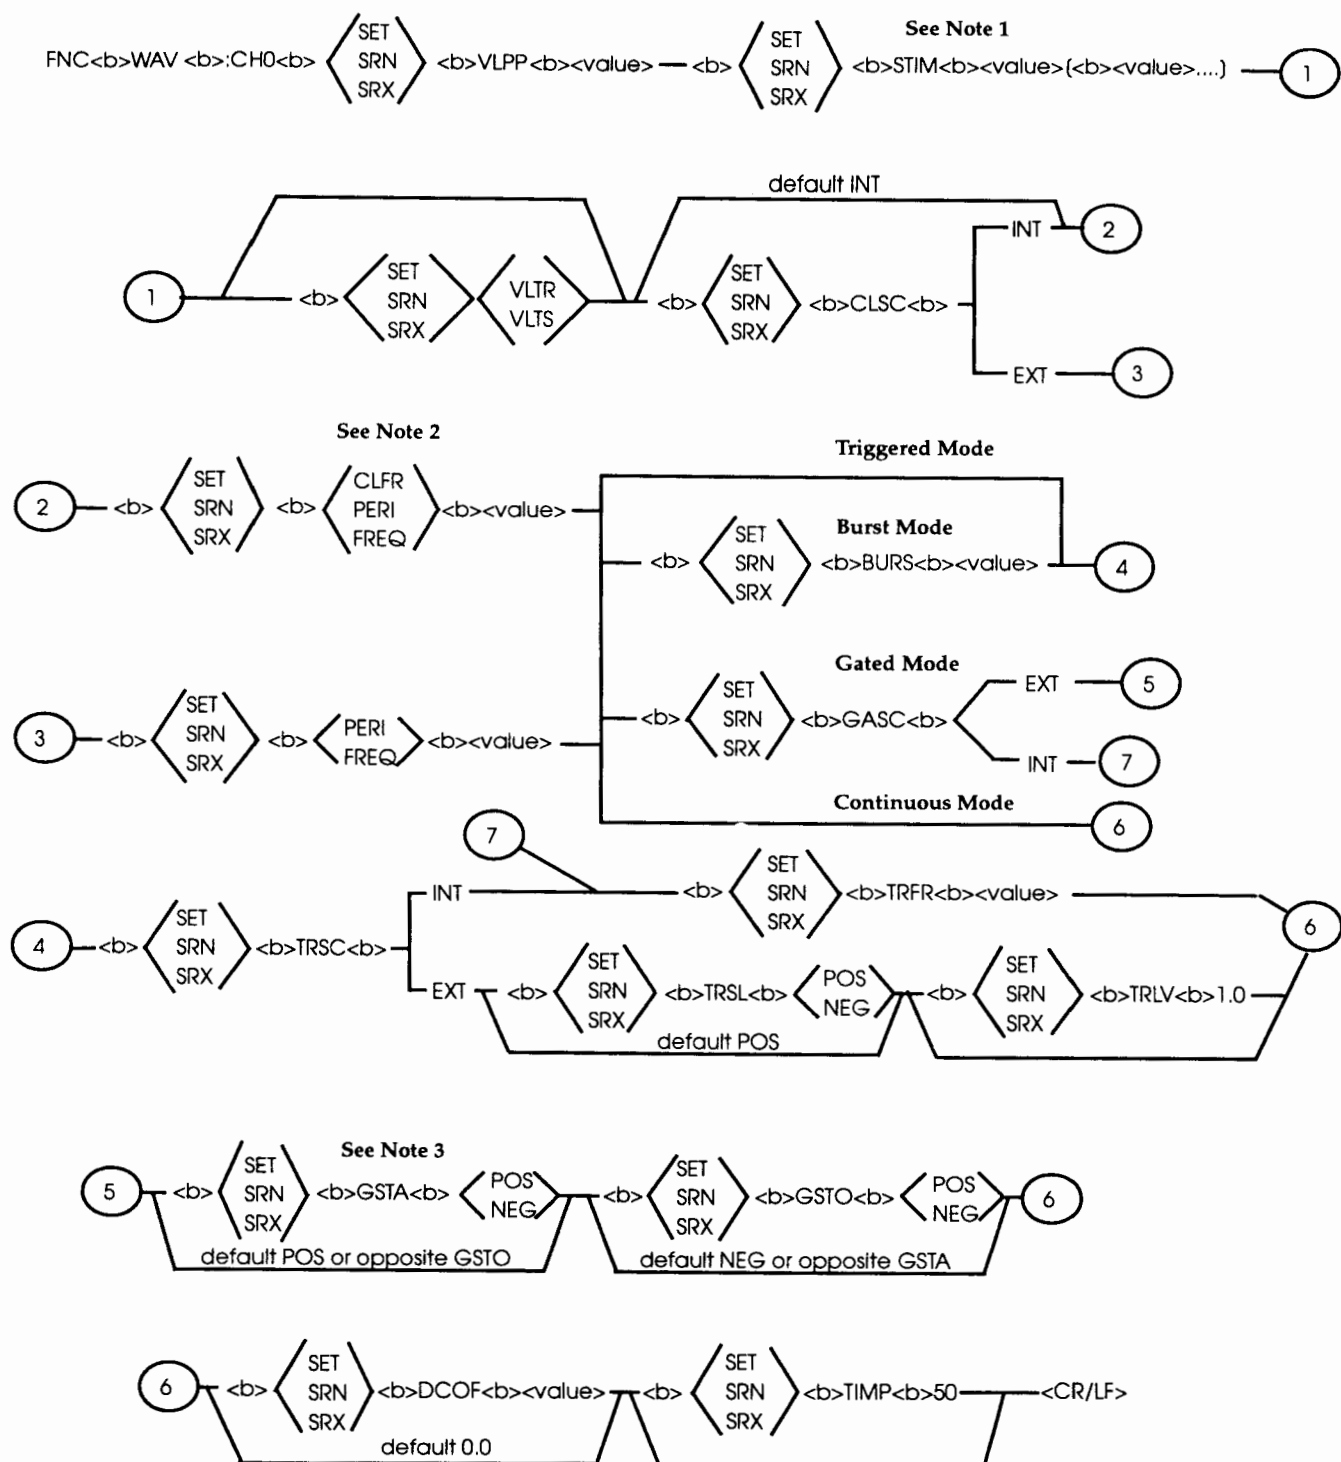 See Note 1
FNC<b>WAV <b>:CH0<b> SET SRN SRX <b>VLPP<b><value> — <b> SET SRN SRX <b>STIM<b><value>(<b><value>....) 1
default INT
1 <b> SET SRN SRX VLTR VLTS <b> SET SRN SRX <b>CLSC<b> INT 2
EXT 3
See Note 2
Triggered Mode
2 <b> SET SRN SRX <b> CLFR PERI FREQ <b><value>
Burst Mode
<b> SET SRN SRX <b>BURS<b><value> 4
Gated Mode
<b> SET SRN SRX <b>GASC<b> EXT 5
INT 7
3 <b> SET SRN SRX <b> PERI FREQ <b><value>
Continuous Mode
6
7
4 <b> SET SRN SRX <b>TRSC<b> INT <b> SET SRN SRX <b>TRFR<b><value> 6
EXT <b> SET SRN SRX <b>TRSL<b> POS NEG <b> SET SRN SRX <b>TRLV<b>1.0
default POS
See Note 3
5 <b> SET SRN SRX <b>GSTA<b> POS NEG <b> SET SRN SRX <b>GSTO<b> POS NEG 6
default POS or opposite GSTO default NEG or opposite GSTA
6 <b> SET SRN SRX <b>DCOF<b><value> <b> SET SRN SRX <b>TIMP<b>50 <CR/LF>
default 0.0